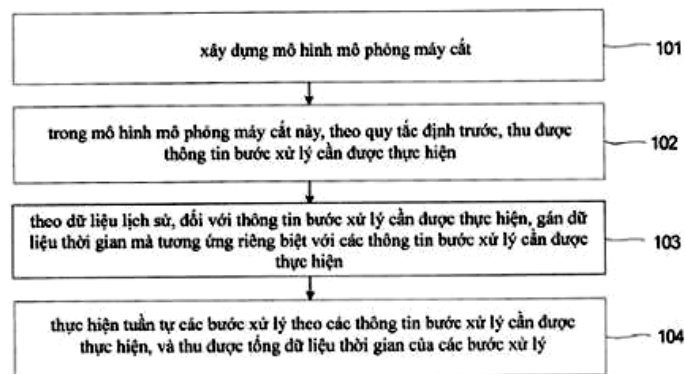 xây dựng mô hình mô phỏng máy cắt
101
trong mô hình mô phỏng máy cắt này, theo quy tắc định trước, thu được
thông tin bước xử lý cần được thực hiện
102
theo dữ liệu lịch sử, đối với thông tin bước xử lý cần được thực hiện, gán dữ
liệu thời gian mà tương ứng riêng biệt với các thông tin bước xử lý cần được
thực hiện
103
thực hiện tuần tự các bước xử lý theo các thông tin bước xử lý cần được
thực hiện, và thu được tổng dữ liệu thời gian của các bước xử lý
104